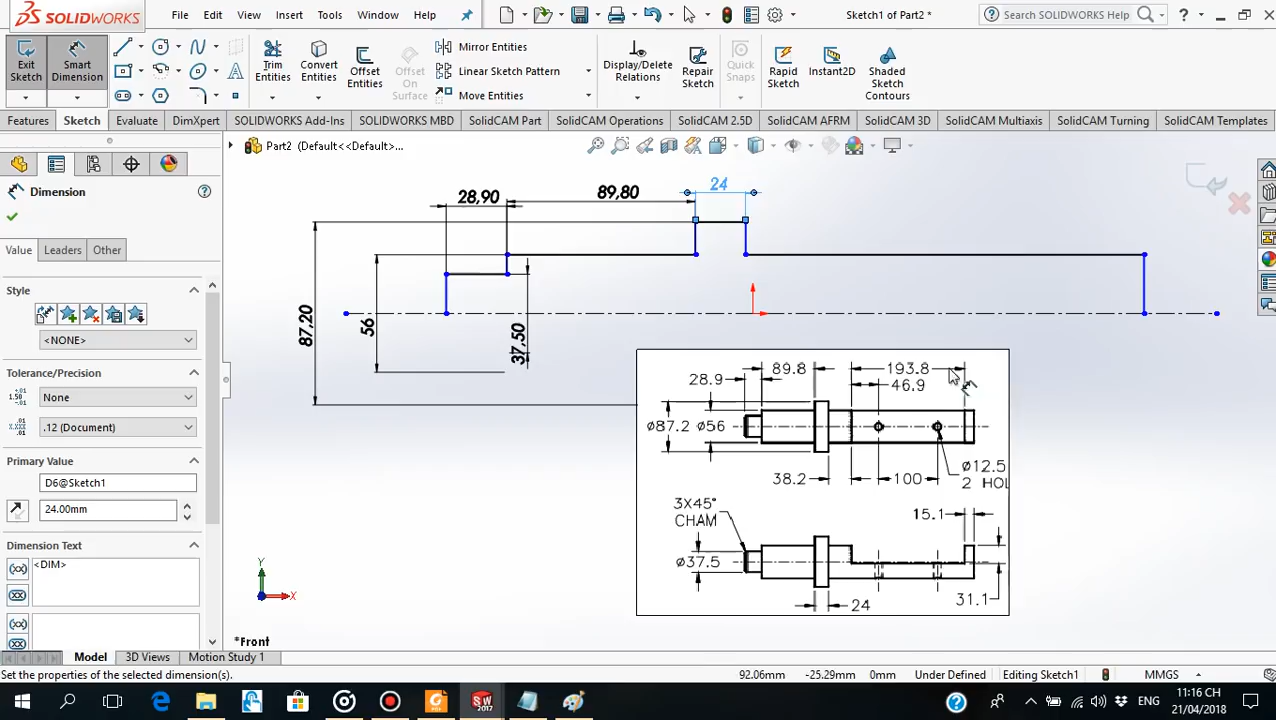 SOLIDWORKS
File
Edit
View
Insert
Tools
Window
Help
Sketch1 of Part2 *
Search SOLIDWORKS Help
?
Exit
Sketch
Smart
Dimension
Trim
Entities
Convert
Entities
Offset
Entities
Offset
On
Surface
Mirror Entities
Linear Sketch Pattern
Move Entities
Display/Delete
Relations
Repair
Sketch
Quick
Snaps
Rapid
Sketch
Instant2D
Shaded
Sketch
Contours
Features
Sketch
Evaluate
DimXpert
SOLIDWORKS Add-Ins
SOLIDWORKS MBD
SolidCAM Part
SolidCAM Operations
SolidCAM 2.5D
SolidCAM AFRM
SolidCAM 3D
SolidCAM Multiaxis
SolidCAM Turning
SolidCAM Templates
Part2 (Default<<Default>...
Dimension
?
Value
Leaders
Other
Style
<NONE>
Tolerance/Precision
None
.12 (Document)
Primary Value
D6@Sketch1
24.00mm
Dimension Text
<DIM>
28,90
89,80
24
87,20
56
37,50
89.8
193.8
28.9
46.9
⌀87.2
⌀56
38.2
100
⌀12.5
2 HOL
3X45°
CHAM
15.1
⌀37.5
24
31.1
Y
X
*Front
Model
3D Views
Motion Study 1
Set the properties of the selected dimension(s).
92.06mm
-25.29mm
0mm
Under Defined
Editing Sketch1
MMGS
ENG
11:16 CH
21/04/2018